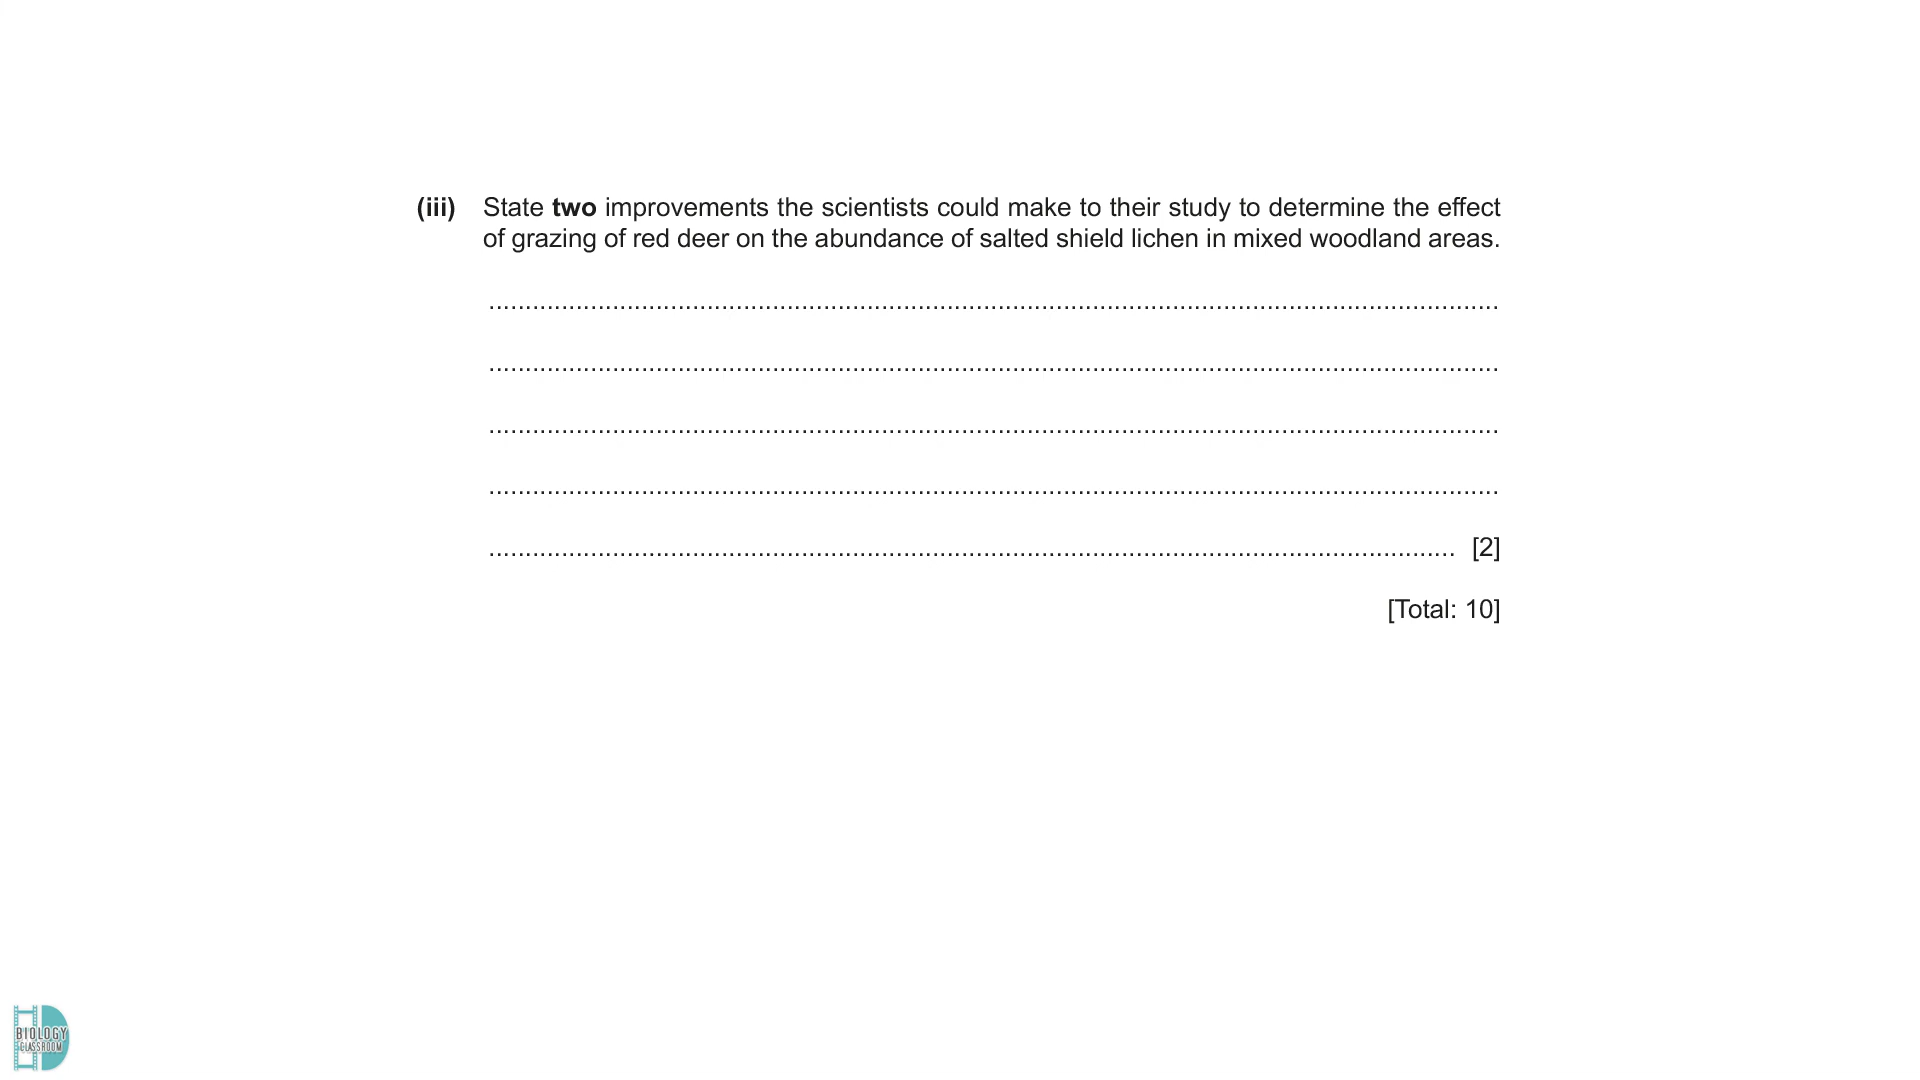 (iii) State two improvements the scientists could make to their study to determine the effect
of grazing of red deer on the abundance of salted shield lichen in mixed woodland areas.
..........................................................................................................................................
..........................................................................................................................................
..........................................................................................................................................
..........................................................................................................................................
.................................................................................................................................... [2]
[Total: 10]
BIOLOGY
CLASSROOM